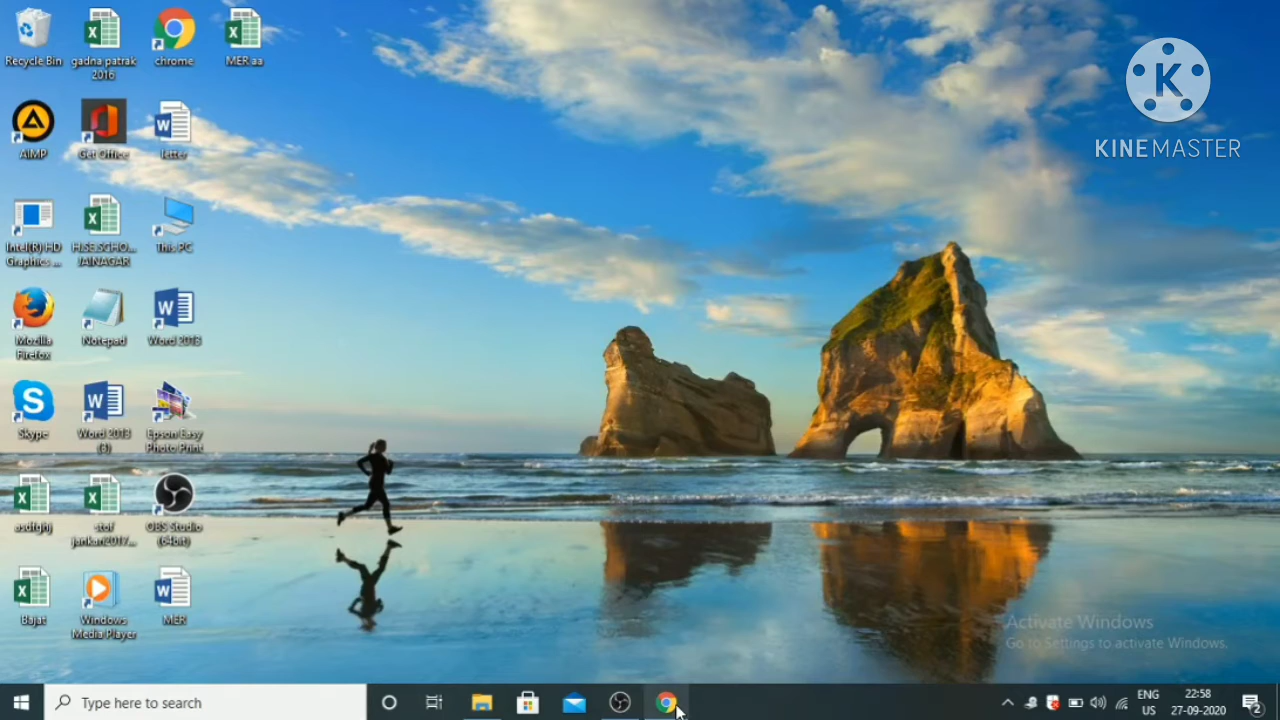 Recycle Bin
gadna patrak
2016
chrome
MER aa
AIMP
Get Office
letter
Intel(R) HD
Graphics ...
H.SE.SCHO...
JAINAGAR
This PC
Mozilla
Firefox
Notepad
Word 2013
Skype
Word 2013
(3)
Epson Easy
Photo Print
asdfghj
stof
jankari2017...
OBS Studio
(64bit)
Bajat
Windows
Media Player
MER
K
KINEMASTER
Activate Windows
Go to Settings to activate Windows.
Type here to search
ENG
US
22:58
27-09-2020
2